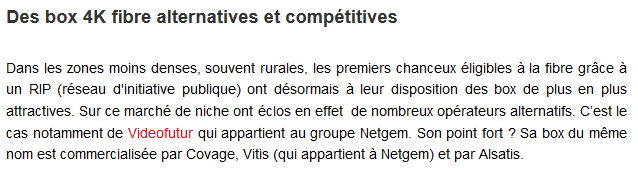 Des box 4K fibre alternatives et compétitives
Dans les zones moins denses, souvent rurales, les premiers chanceux éligibles à la fibre grâce à
un RIP (réseau d'initiative publique) ont désormais à leur disposition des box de plus en plus
attractives. Sur ce marché de niche ont éclos en effet  de nombreux opérateurs alternatifs. C’est le
cas notamment de Videofutur qui appartient au groupe Netgem. Son point fort ? Sa box du même
nom est commercialisée par Covage, Vitis (qui appartient à Netgem) et par Alsatis.